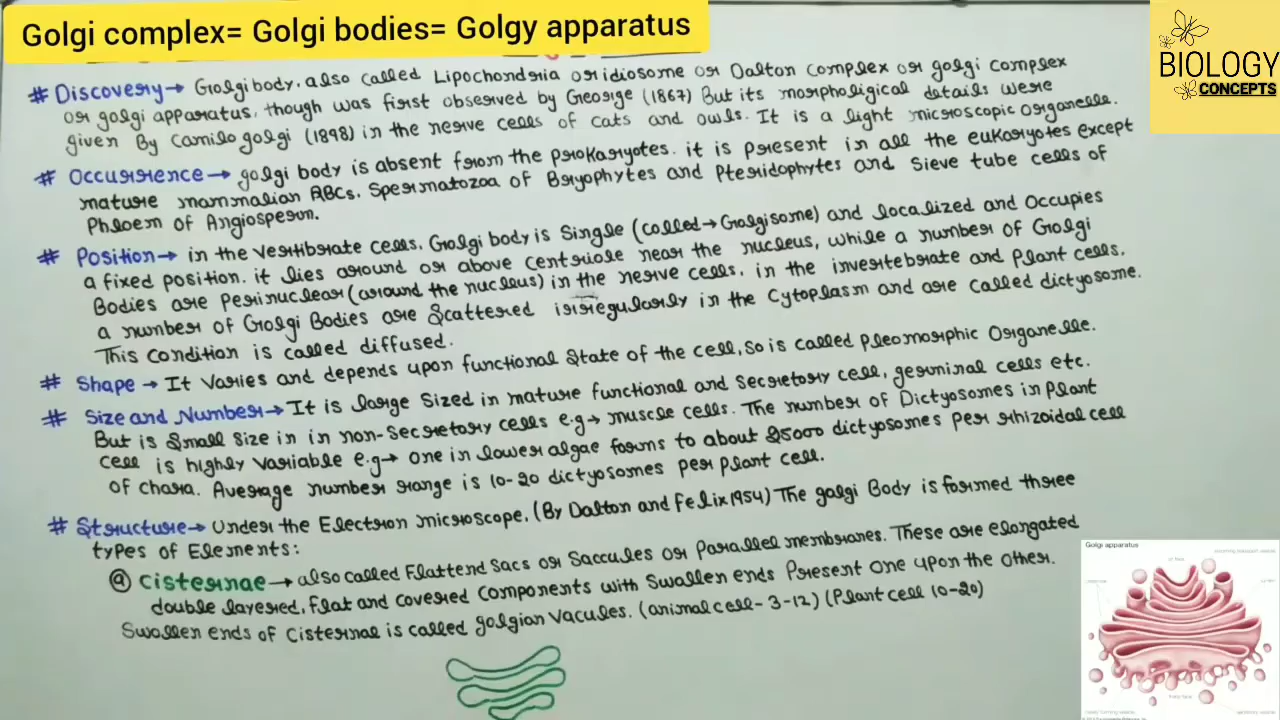 Golgi complex= Golgi bodies= Golgy apparatus
BIOLOGY
CONCEPTS
# Discovery→ Golgi body, also called Lipochondria or idiosome or Dalton complex or golgi complex
or golgi apparatus, though was first observed by George (1867) But its morpholigical details were
given By Camilo golgi (1898) in the nerve cells of cats and owls. It is a light microscopic organelle.
# Occurrence→ golgi body is absent from the prokaryotes. it is present in all the eukaryotes except
mature mammalian RBCs, Spermatozoa of Bryophytes and Pteridophytes and Sieve tube cells of
Phloem of Angiosperm.
# Position→ in the vertibrate cells, Golgi body is Single (called→Golgisome) and localized and Occupies
a fixed position. it lies around or above centriole near the nucleus, while a number of Golgi
Bodies are perinuclear (around the nucleus) in the nerve cells, in the invertebrate and Plant cells,
a number of Golgi Bodies are Scattered irirregularly in the Cytoplasm and are called dictyosome.
This condition is called diffused.
# Shape → It varies and depends upon functional State of the cell, So is called Pleomorphic Organelle.
# Size and Number→ It is large Sized in mature functional and Secretory cell, germinal cells etc.
But is Small Size in in non-Secretory cells e.g→ muscle cells. The number of Dictyosomes in Plant
cell is highly variable e.g→ one in lower algae forms to about 25000 dictyosomes per rhizoidal cell
of chara. Average number range is 10-20 dictyosomes per plant cell.
# Structure→ Under the Electron microscope, (By Dalton and Felix 1954) The golgi Body is formed three
types of Elements:
@ Cisternae → also called Flattend Sacs or Saccules or Parallel membranes. These are elongated
double layered, flat and covered components with Swallen ends Present one upon the other.
Swallen ends of Cisternal is called golgian Vacules. (animal cell- 3-12) (Plant cell 10-20)
Golgi apparatus